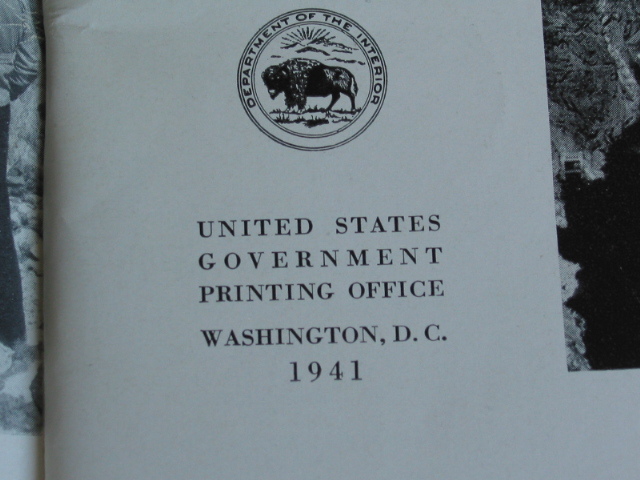 DEPARTMENT OF THE INTERIOR
UNITED STATES
GOVERNMENT
PRINTING OFFICE
WASHINGTON, D. C.
1941